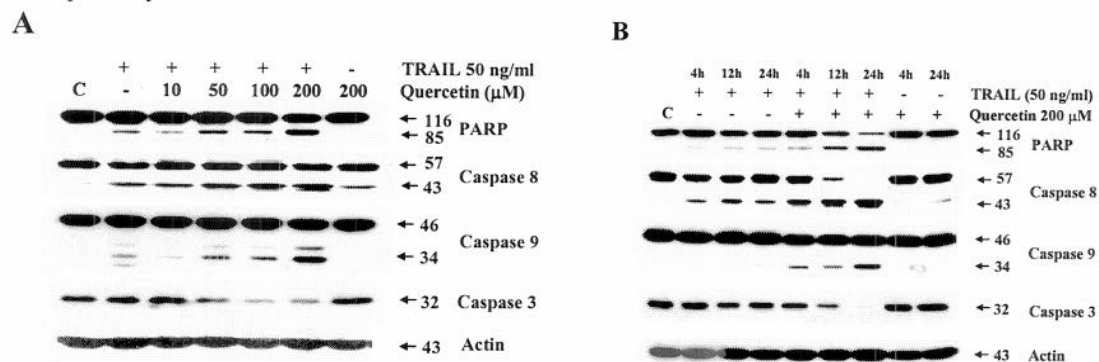 A
+ + + + + - TRAIL 50 ng/ml
C - 10 50 100 200 200 Quercetin (µM)
116
85
PARP
57
43
Caspase 8
46
34
Caspase 9
32 Caspase 3
43 Actin
B
4h 12h 24h 4h 12h 24h 4h 24h
+ + + + + + - - TRAIL (50 ng/ml)
C - - - + + + + + Quercetin 200 µM
116
85
PARP
57
43
Caspase 8
46
34
Caspase 9
32 Caspase 3
43 Actin